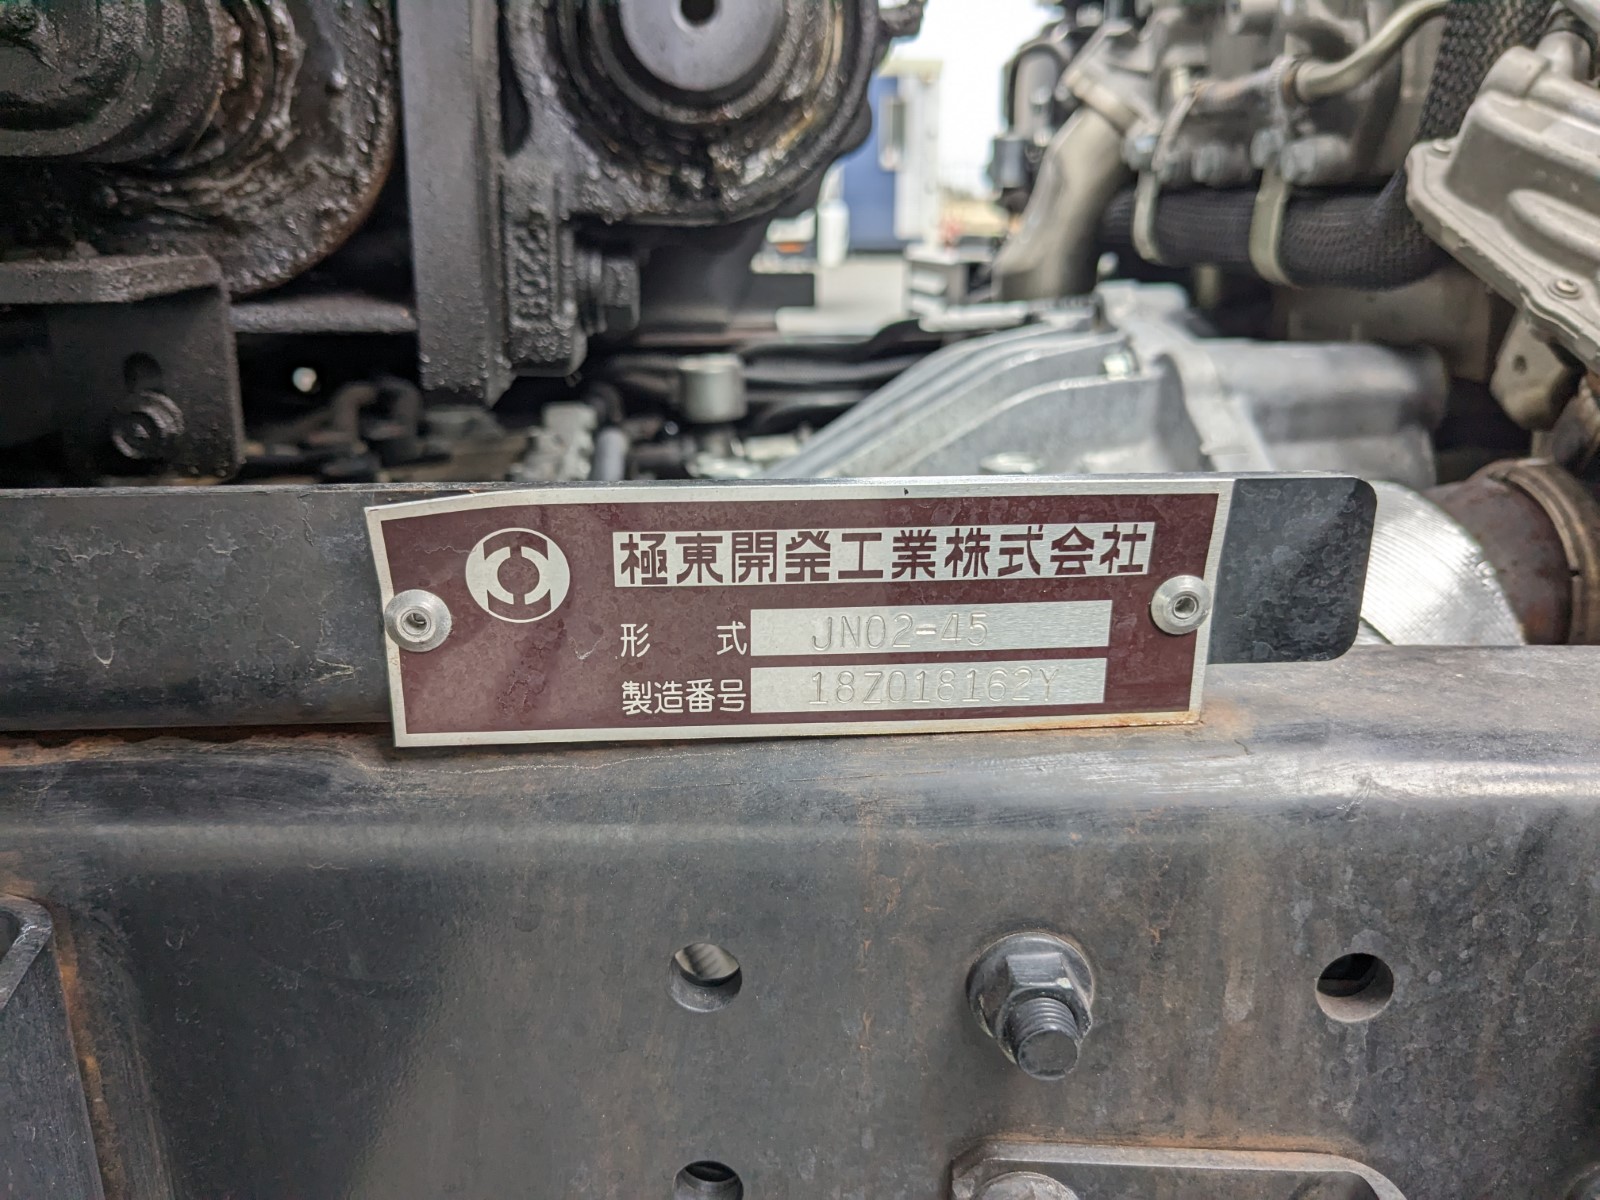 極東開発工業株式会社
形 式 JN02-45
製造番号 18Z018162Y